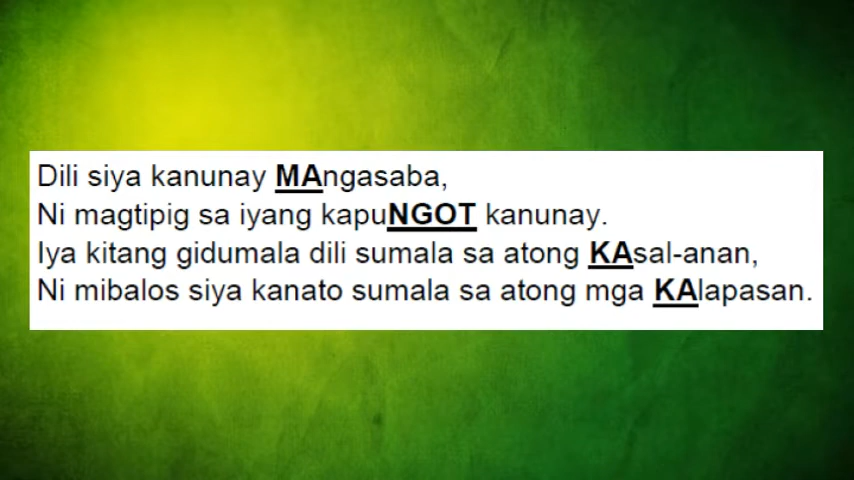 Dili siya kanunay MAngasaba,
Ni magtipig sa iyang kapuNGOT kanunay.
Iya kitang gidumala dili sumala sa atong KAsal-anan,
Ni mibalos siya kanato sumala sa atong mga KAlapasan.